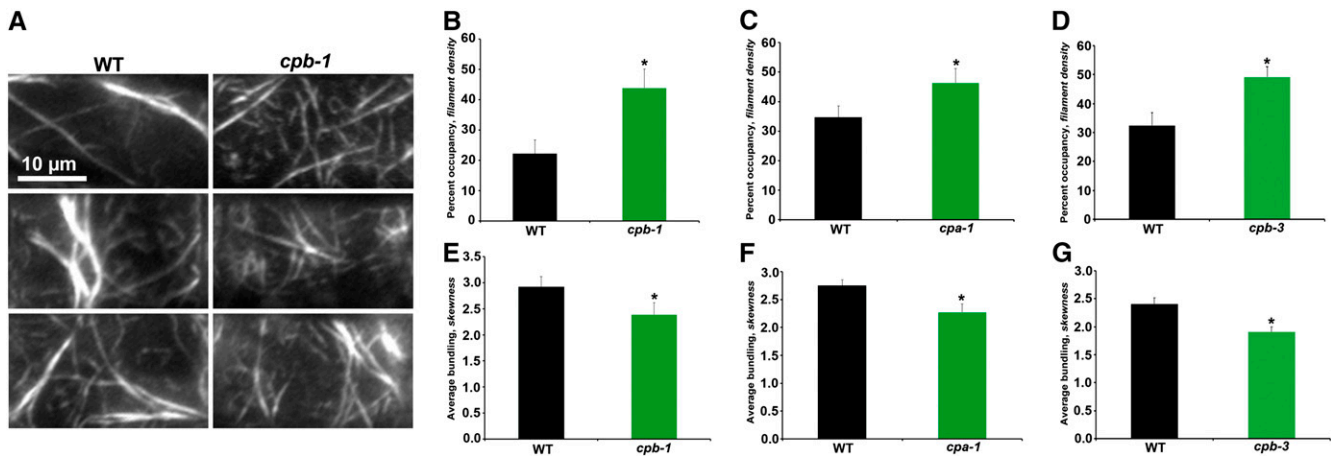 A
WT
cpb-1
10 µm
B
Percent occupancy, filament density
60
50
40
30
20
10
0
*
WT
cpb-1
C
Percent occupancy, filament density
60
50
40
30
20
10
0
*
WT
cpa-1
D
Percent occupancy, filament density
60
50
40
30
20
10
0
*
WT
cpb-3
E
Average bundling, skewness
3.5
3.0
2.5
2.0
1.5
1.0
0.5
0.0
*
WT
cpb-1
F
Average bundling, skewness
3.0
2.5
2.0
1.5
1.0
0.5
0.0
*
WT
cpa-1
G
Average bundling, skewness
3.0
2.5
2.0
1.5
1.0
0.5
0.0
*
WT
cpb-3